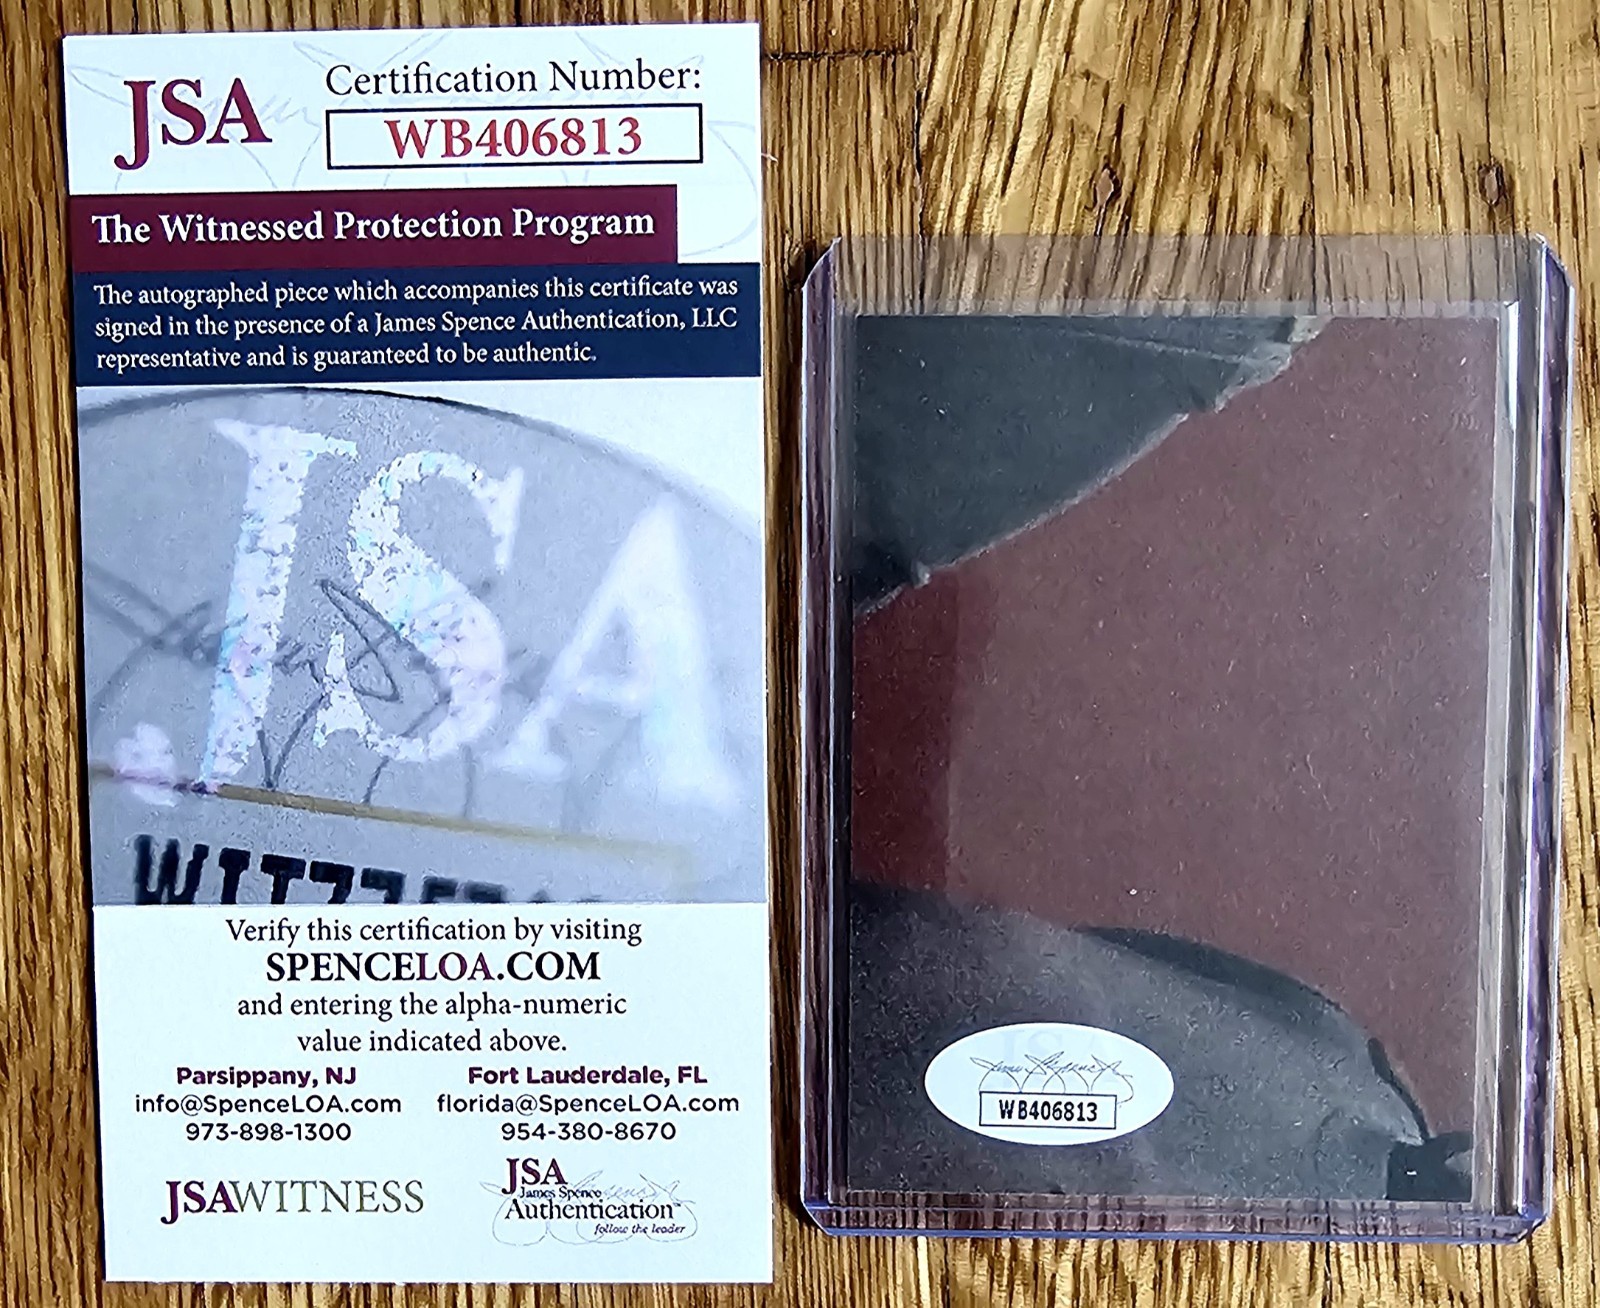 JSA
Certification Number:
WB406813
The Witnessed Protection Program
The autographed piece which accompanies this certificate was
signed in the presence of a James Spence Authentication, LLC
representative and is guaranteed to be authentic.
JSA
Verify this certification by visiting
SPENCELOA.COM
and entering the alpha-numeric
value indicated above.
Parsippany, NJ
info@SpenceLOA.com
973-898-1300
Fort Lauderdale, FL
florida@SpenceLOA.com
954-380-8670
JSAWITNESS
JSA
James Spence
Authentication™
follow the leader
WB406813